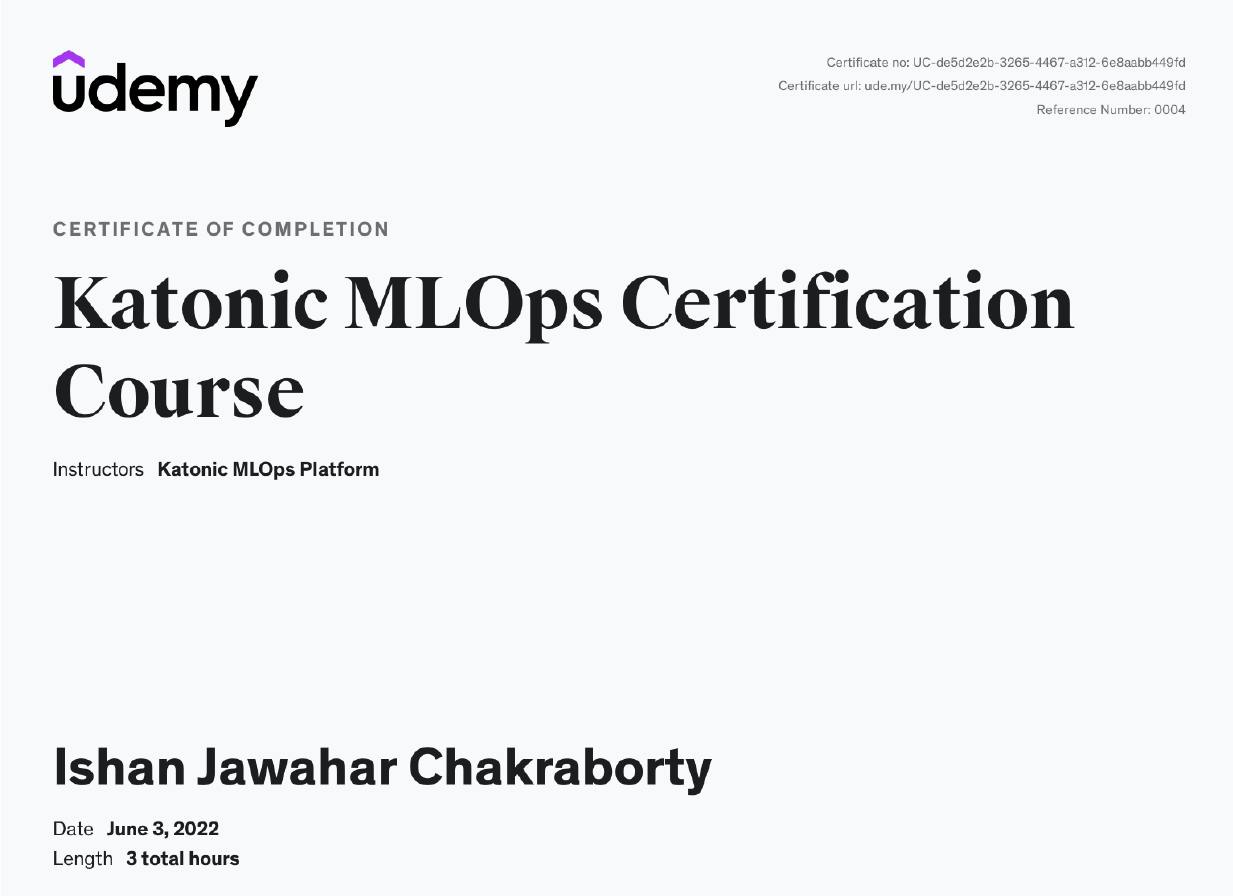 udemy
Certificate no: UC-de5d2e2b-3265-4467-a312-6e8aabb449fd
Certificate url: ude.my/UC-de5d2e2b-3265-4467-a312-6e8aabb449fd
Reference Number: 0004
CERTIFICATE OF COMPLETION
Katonic MLOps Certification
Course
Instructors Katonic MLOps Platform
Ishan Jawahar Chakraborty
Date June 3, 2022
Length 3 total hours